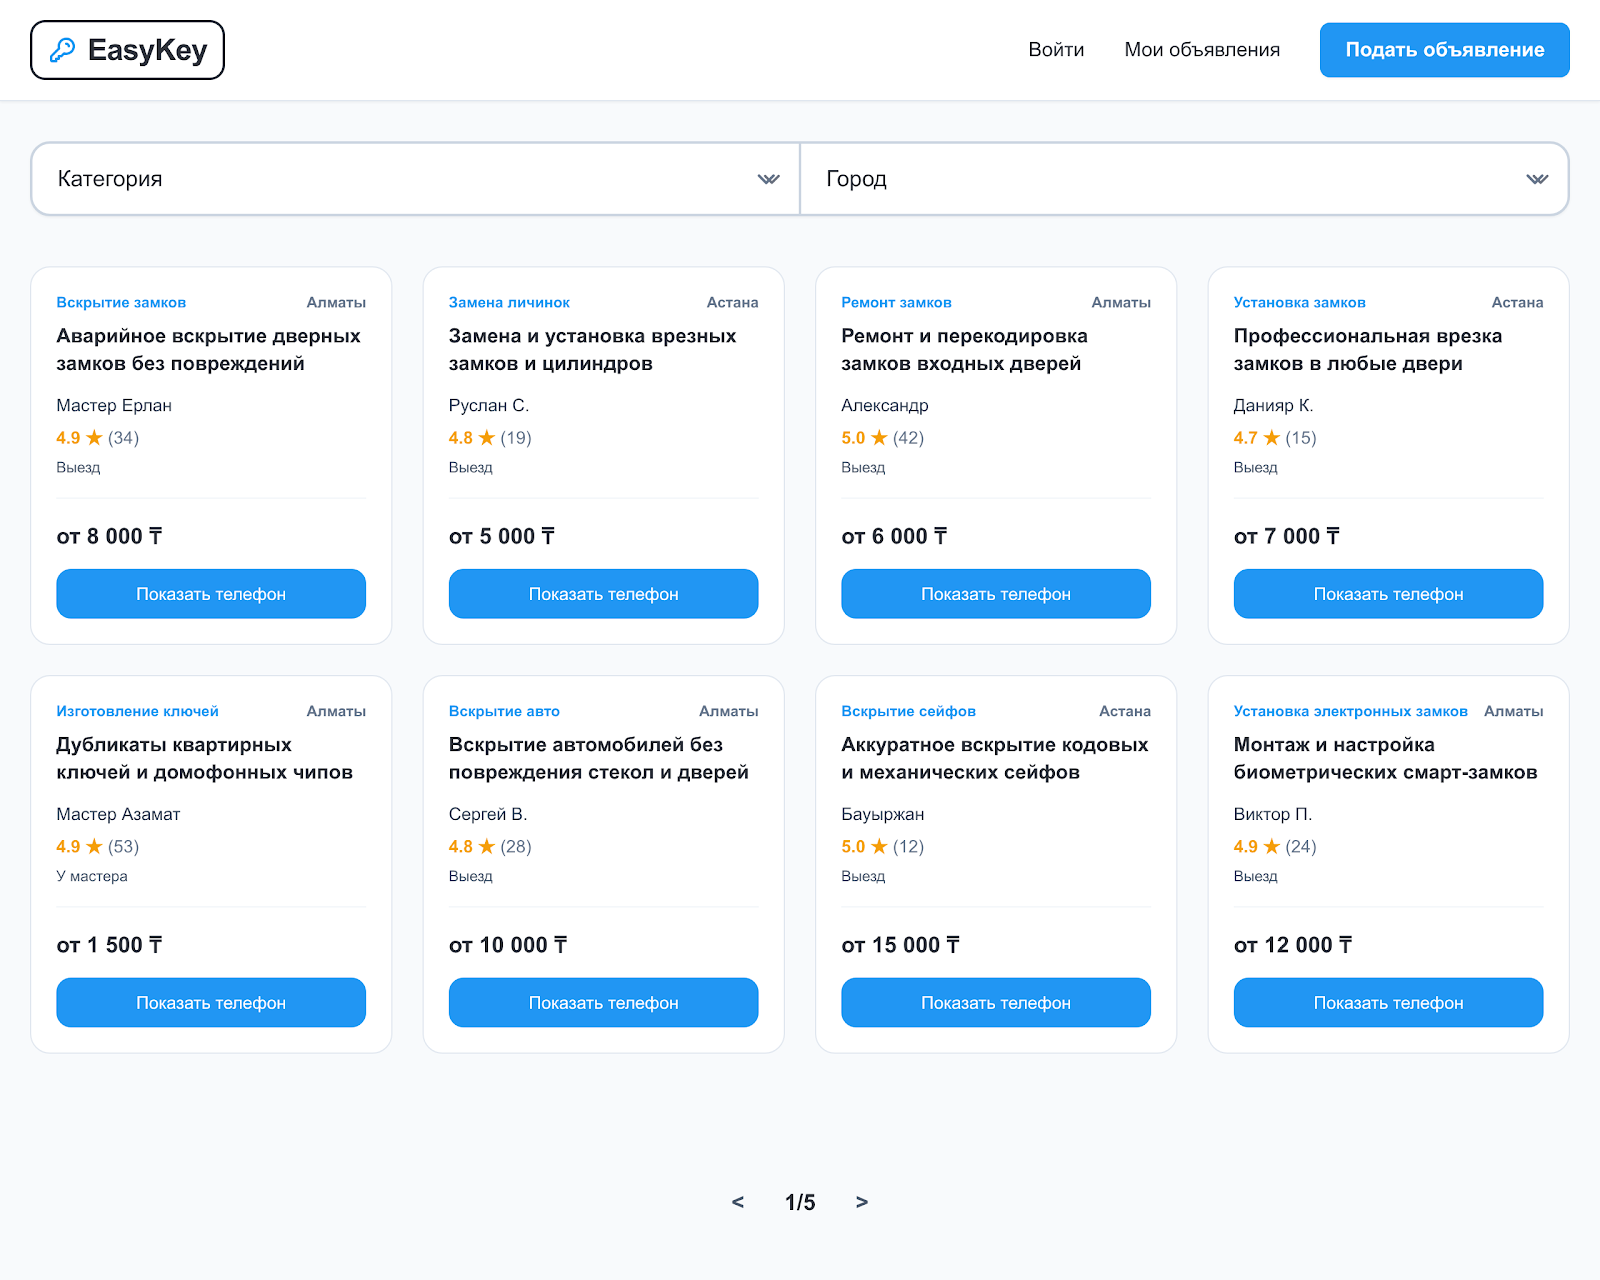 EasyKey
Войти
Мои объявления
Подать объявление
Категория
Город
Вскрытие замков
Алматы
Аварийное вскрытие дверных
замков без повреждений
Мастер Ерлан
4.9 ★ (34)
Выезд
от 8 000 ₸
Показать телефон
Замена личинок
Астана
Замена и установка врезных
замков и цилиндров
Руслан С.
4.8 ★ (19)
Выезд
от 5 000 ₸
Показать телефон
Ремонт замков
Алматы
Ремонт и перекодировка
замков входных дверей
Александр
5.0 ★ (42)
Выезд
от 6 000 ₸
Показать телефон
Установка замков
Астана
Профессиональная врезка
замков в любые двери
Данияр К.
4.7 ★ (15)
Выезд
от 7 000 ₸
Показать телефон
Изготовление ключей
Алматы
Дубликаты квартирных
ключей и домофонных чипов
Мастер Азамат
4.9 ★ (53)
У мастера
от 1 500 ₸
Показать телефон
Вскрытие авто
Алматы
Вскрытие автомобилей без
повреждения стекол и дверей
Сергей В.
4.8 ★ (28)
Выезд
от 10 000 ₸
Показать телефон
Вскрытие сейфов
Астана
Аккуратное вскрытие кодовых
и механических сейфов
Бауыржан
5.0 ★ (12)
Выезд
от 15 000 ₸
Показать телефон
Установка электронных замков
Алматы
Монтаж и настройка
биометрических смарт-замков
Виктор П.
4.9 ★ (24)
Выезд
от 12 000 ₸
Показать телефон
< 1/5 >